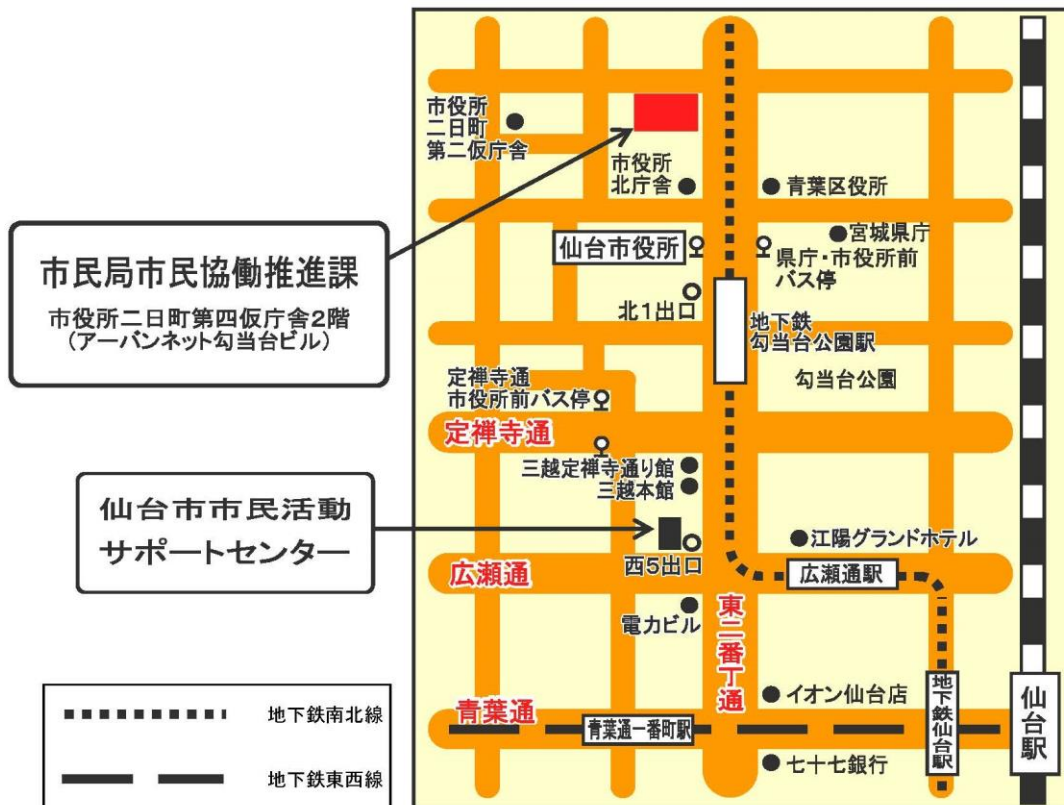 市役所
二日町
第二仮庁舎
市役所
北庁舎
青葉区役所
市民局市民協働推進課
市役所二日町第四仮庁舎2階
(アーバンネット勾当台ビル)
仙台市役所
宮城県庁
県庁・市役所前
バス停
北1出口
地下鉄
勾当台公園駅
勾当台公園
定禅寺通
市役所前バス停
定禅寺通
三越定禅寺通り館
三越本館
仙台市市民活動
サポートセンター
西5出口
江陽グランドホテル
広瀬通
広瀬通駅
電力ビル
東二番丁通
イオン仙台店
青葉通
青葉通一番町駅
地下鉄仙台駅
仙台駅
七十七銀行
地下鉄南北線
地下鉄東西線